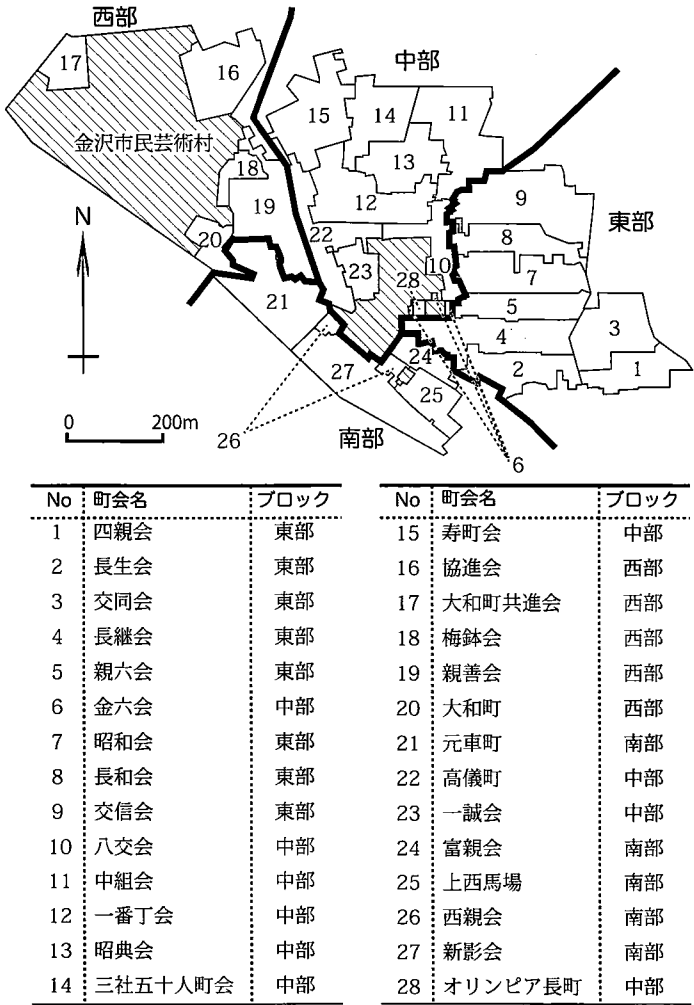 西部
中部
17
16
15
14
11
金沢市民芸術村
13
18
12
9
19
東部
N
22
8
20
10
23
28
7
21
5
3
4
24
2
1
27
25
0
200m
26
南部
6
No 町会名 ブロック
1 四親会 東部
2 長生会 東部
3 交同会 東部
4 長継会 東部
5 親六会 東部
6 金六会 中部
7 昭和会 東部
8 長和会 東部
9 交信会 東部
10 八交会 中部
11 中組会 中部
12 一番丁会 中部
13 昭典会 中部
14 三社五十人町会 中部
No 町会名 ブロック
15 寿町会 中部
16 協進会 西部
17 大和町共進会 西部
18 梅鉢会 西部
19 親善会 西部
20 大和町 西部
21 元車町 南部
22 高儀町 中部
23 一誠会 中部
24 富親会 南部
25 上西馬場 南部
26 西親会 南部
27 新影会 南部
28 オリンピア長町 中部